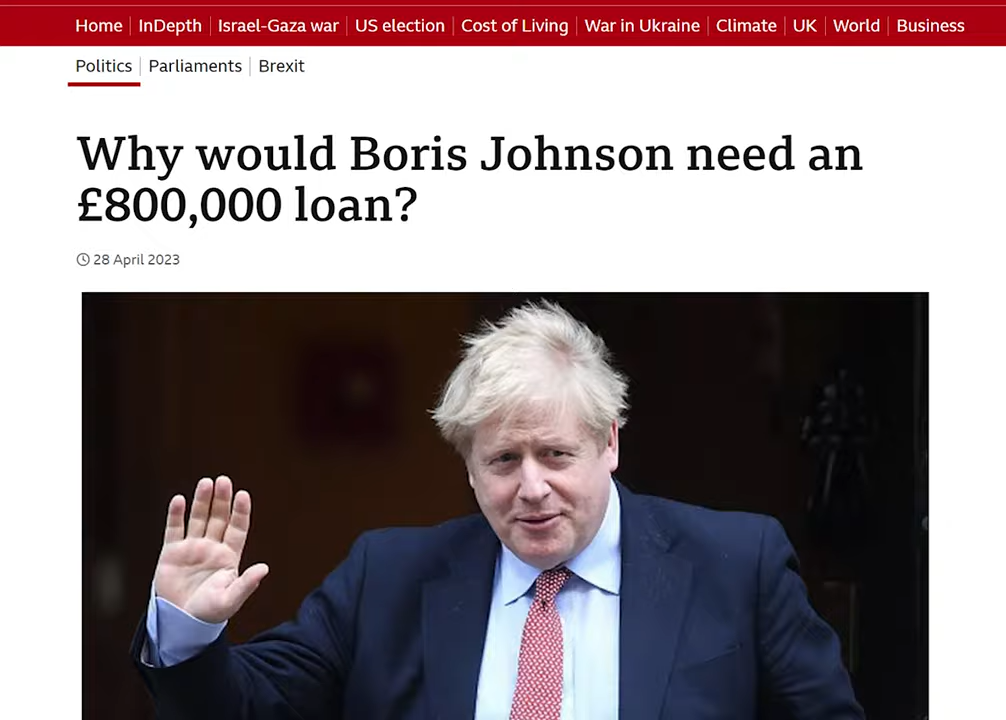 Home InDepth Israel-Gaza war US election Cost of Living War in Ukraine Climate UK World Business
Politics Parliaments Brexit
Why would Boris Johnson need an
£800,000 loan?
28 April 2023